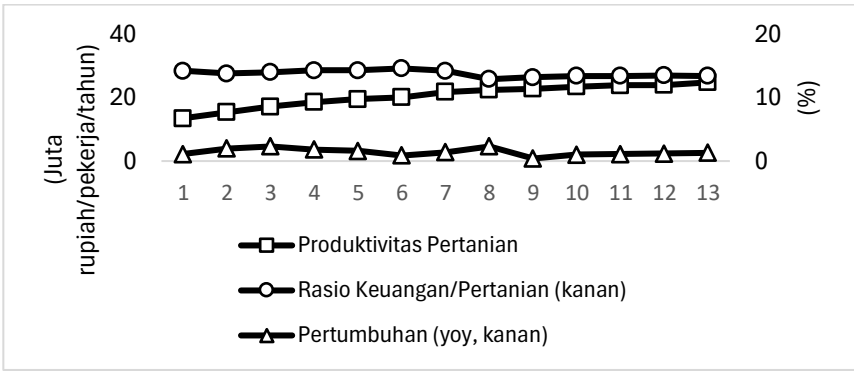 40
20
0
(Juta
rupiah/pekerja/tahun)
20
10
0
(%)
1 2 3 4 5 6 7 8 9 10 11 12 13
Produktivitas Pertanian
Rasio Keuangan/Pertanian (kanan)
Pertumbuhan (yoy, kanan)